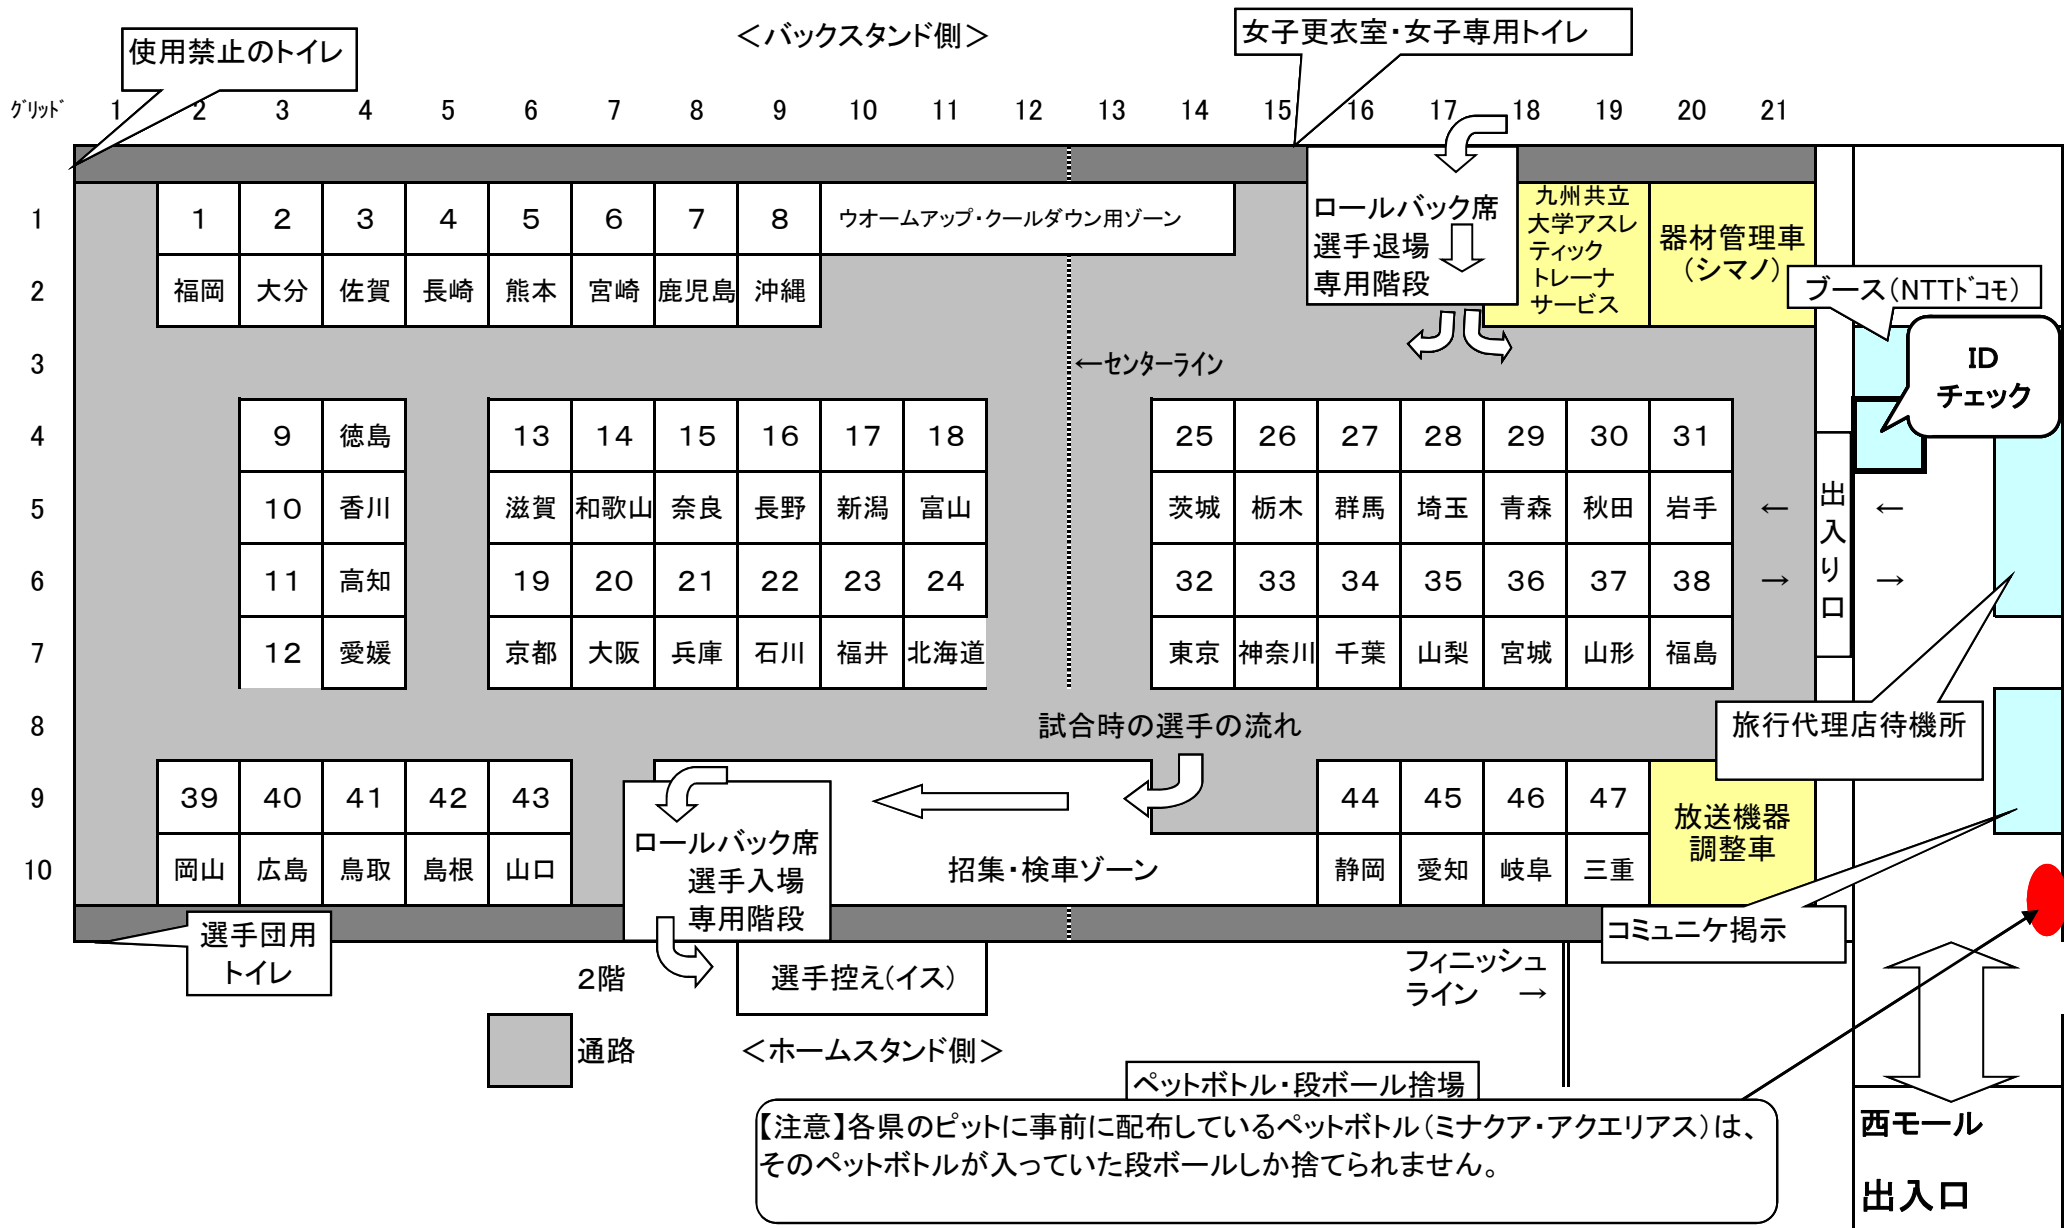 ＜バックスタンド側＞
女子更衣室・女子専用トイレ
使用禁止のトイレ
グリッド 1 2 3 4 5 6 7 8 9 10 11 12 13 14 15 16 17 18 19 20 21
1 1 2 3 4 5 6 7 8 ウオームアップ・クールダウン用ゾーン
2 福岡 大分 佐賀 長崎 熊本 宮崎 鹿児島 沖縄
ロールバック席
選手退場
専用階段
九州共立
大学アスレ
ティック
トレーナ
サービス
器材管理車
（シマノ）
ブース（NTTドコモ）
ID
チェック
3 ←センターライン
4 9 徳島 13 14 15 16 17 18 25 26 27 28 29 30 31
5 10 香川 滋賀 和歌山 奈良 長野 新潟 富山 茨城 栃木 群馬 埼玉 青森 秋田 岩手 ← ←
6 11 高知 19 20 21 22 23 24 32 33 34 35 36 37 38 → →
7 12 愛媛 京都 大阪 兵庫 石川 福井 北海道 東京 神奈川 千葉 山梨 宮城 山形 福島
出入り口
8 試合時の選手の流れ
旅行代理店待機所
9 39 40 41 42 43 44 45 46 47
10 岡山 広島 鳥取 島根 山口 招集・検車ゾーン 静岡 愛知 岐阜 三重
ロールバック席
選手入場
専用階段
放送機器
調整車
選手団用
トイレ
コミュニケ掲示
2階
選手控え（イス）
フィニッシュ
ライン →
通路
＜ホームスタンド側＞
ペットボトル・段ボール捨場
【注意】各県のピットに事前に配布しているペットボトル（ミナクア・アクエリアス）は、
そのペットボトルが入っていた段ボールしか捨てられません。
西モール
出入口